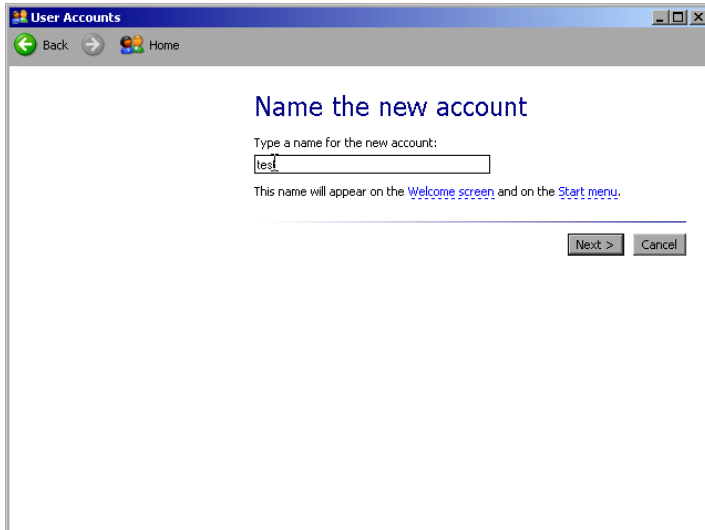 User Accounts
Back Home
Name the new account
Type a name for the new account:
test
This name will appear on the Welcome screen and on the Start menu.
Next > Cancel